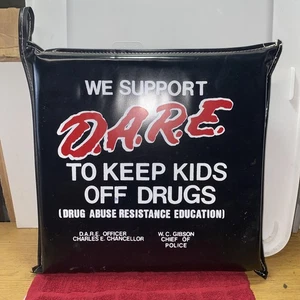 WE SUPPORT
D.A.R.E.
TO KEEP KIDS
OFF DRUGS
(DRUG ABUSE RESISTANCE EDUCATION)
D.A.R.E. OFFICER W. C. GIBSON
CHARLES E. CHANCELLOR CHIEF OF
POLICE